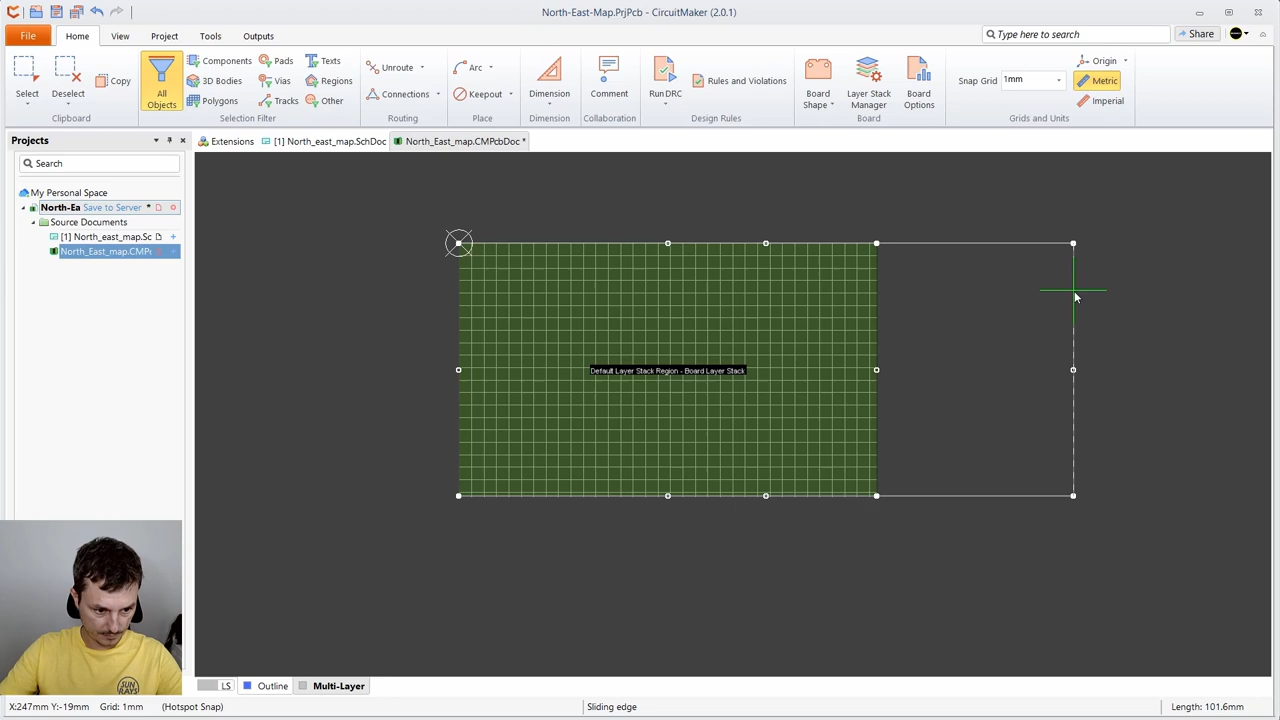 North-East-Map.PrjPcb - CircuitMaker (2.0.1)
File Home View Project Tools Outputs Type here to search Share
Select Deselect Copy
Clipboard
All Objects
Components Pads Texts
3D Bodies Vias Regions
Polygons Tracks Other
Selection Filter
Unroute
Connections
Routing
Arc
Keepout
Place
Dimension
Dimension
Comment
Collaboration
Run DRC Rules and Violations
Design Rules
Board Shape Layer Stack Manager Board Options
Board
Snap Grid 1mm
Origin
Metric
Imperial
Grids and Units
Projects
Extensions [1] North_east_map.SchDoc North_East_map.CMPcbDoc *
Search
My Personal Space
North-Ea Save to Server *
Source Documents
[1] North_east_map.Sc
North_East_map.CMPc
Default Layer Stack Region - Board Layer Stack
SUN RAYS
LS Outline Multi-Layer
X:247mm Y:-19mm Grid: 1mm (Hotspot Snap) Sliding edge Length: 101.6mm